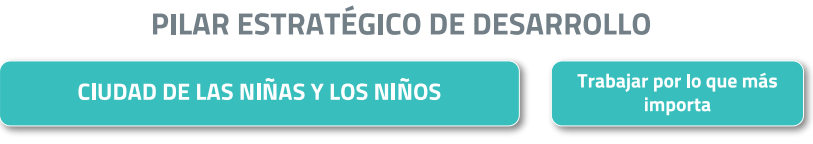 PILAR ESTRATÉGICO DE DESARROLLO
CIUDAD DE LAS NIÑAS Y LOS NIÑOS
Trabajar por lo que más
importa